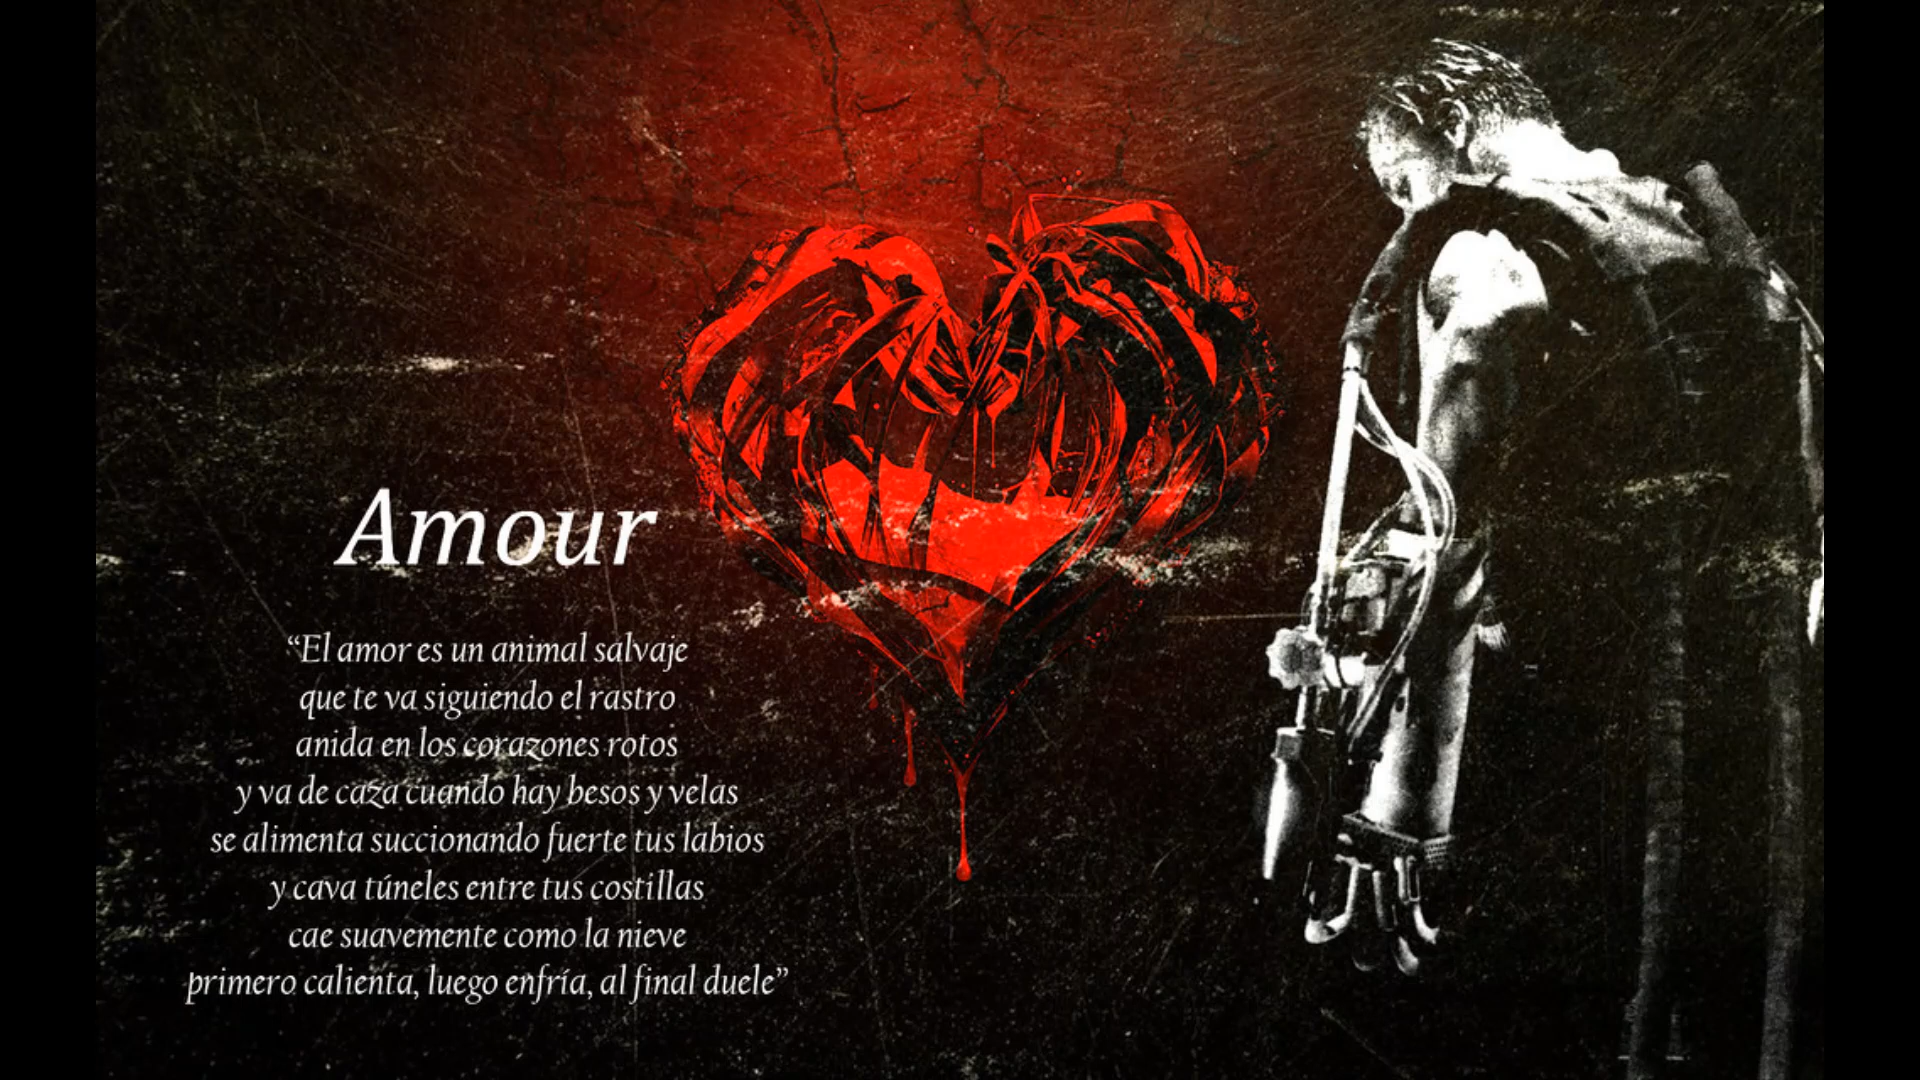 Amour
“El amor es un animal salvaje
que te va siguiendo el rastro
anida en los corazones rotos
y va de caza cuando hay besos y velas
se alimenta succionando fuerte tus labios
y cava túneles entre tus costillas
cae suavemente como la nieve
primero calienta, luego enfría, al final duele”